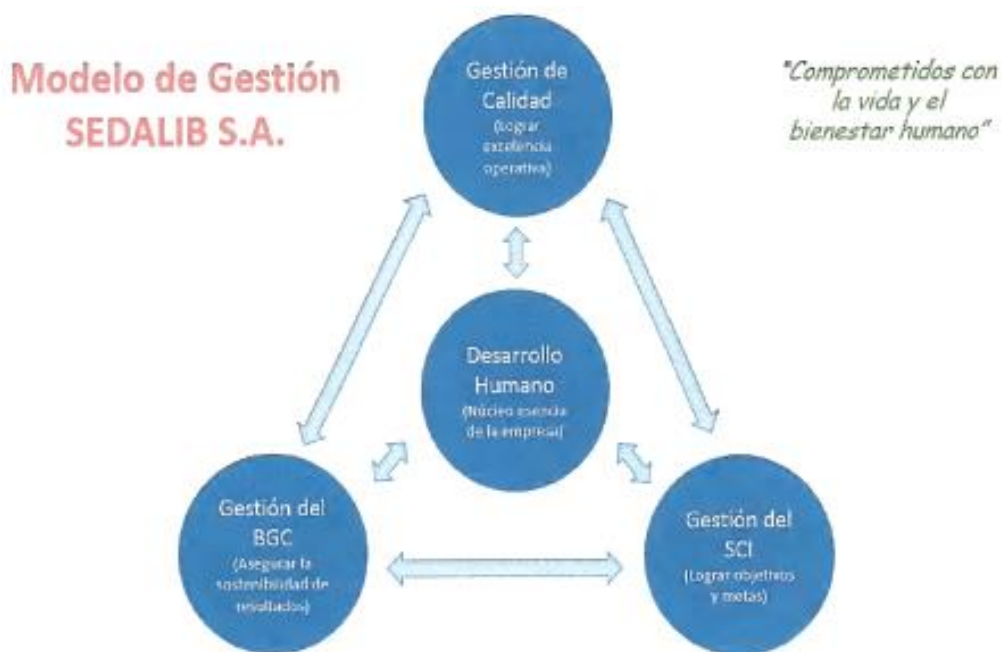 Modelo de Gestión
SEDALIB S.A.
"Comprometidos con
la vida y el
bienestar humano"
Gestión de
Calidad
(Lograr
excelencia
operativa)
Desarrollo
Humano
(Núcleo esencia
de la empresa)
Gestión del
BGC
(Asegurar la
sostenibilidad de
resultados)
Gestión del
SCI
(Lograr objetivos
y metas)